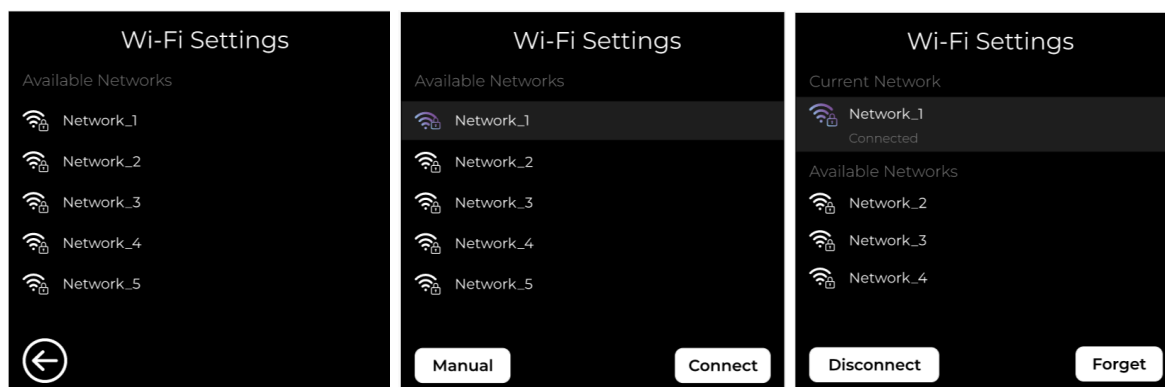 Wi-Fi Settings
Available Networks
Network_1
Network_2
Network_3
Network_4
Network_5
Wi-Fi Settings
Available Networks
Network_1
Network_2
Network_3
Network_4
Network_5
Manual
Connect
Wi-Fi Settings
Current Network
Network_1
Connected
Available Networks
Network_2
Network_3
Network_4
Disconnect
Forget